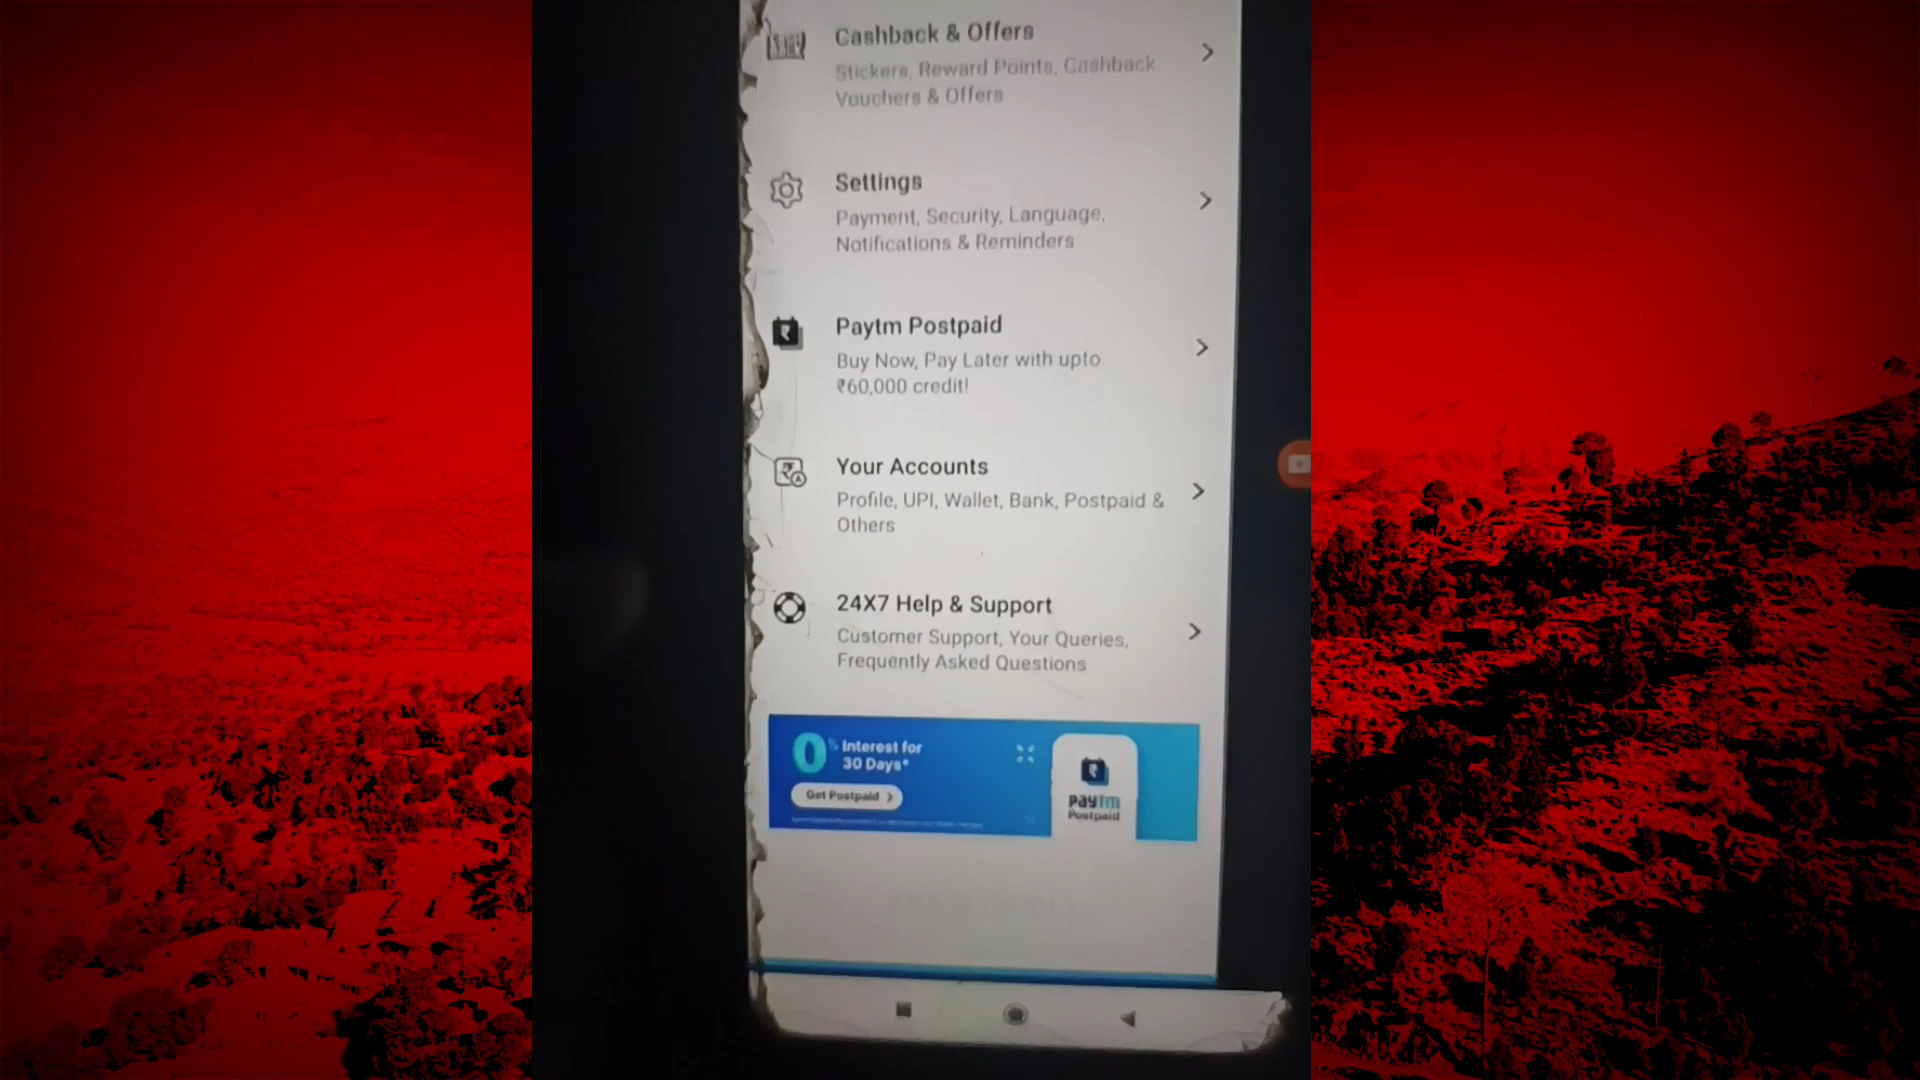 Cashback & Offers
Stickers, Reward Points, Cashback
Vouchers & Offers
Settings
Payment, Security, Language,
Notifications & Reminders
Paytm Postpaid
Buy Now, Pay Later with upto
₹60,000 credit!
Your Accounts
Profile, UPI, Wallet, Bank, Postpaid &
Others
24X7 Help & Support
Customer Support, Your Queries,
Frequently Asked Questions
0% Interest for
30 Days*
Get Postpaid >
paytm
Postpaid